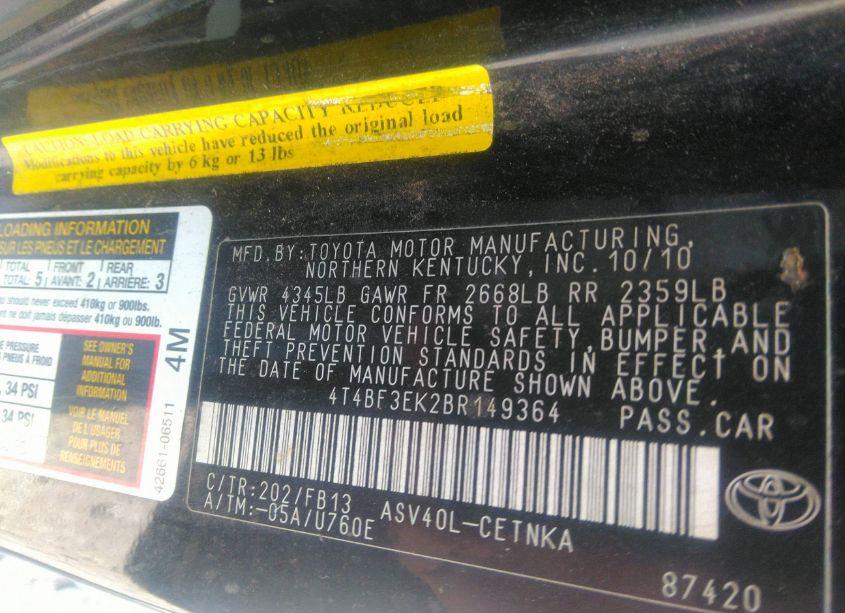 CAUTION: LOAD CARRYING CAPACITY REDUCED
Modifications to this vehicle have reduced the original load
carrying capacity by 6 kg or 13 lbs
LOADING INFORMATION
SUR LES PNEUS ET LE CHARGEMENT
TOTAL
TOTAL: 5
FRONT
AVANT: 2
REAR
ARRIÈRE: 3
should never exceed 410kg or 900lbs.
ne doit jamais dépasser 410kg ou 900lb.
PRESSURE
PNEUS À FROID
, 34 PSI
34 PSI
SEE OWNER'S
MANUAL FOR
ADDITIONAL
INFORMATION
VOIR LE MANUEL
DE L'USAGER
POUR PLUS DE
RENSEIGNEMENTS
4M
42661-06511
MFD. BY: TOYOTA MOTOR MANUFACTURING,
NORTHERN KENTUCKY, INC. 10/10
GVWR 4345LB GAWR FR 2668LB RR 2359LB
THIS VEHICLE CONFORMS TO ALL APPLICABLE
FEDERAL MOTOR VEHICLE SAFETY, BUMPER, AND
THEFT PREVENTION STANDARDS IN EFFECT ON
THE DATE OF MANUFACTURE SHOWN ABOVE.
4T4BF3EK2BR149364 PASS.CAR
C/TR:202/FB13
A/TM:-05A/U760E
ASV40L-CETNKA
87420